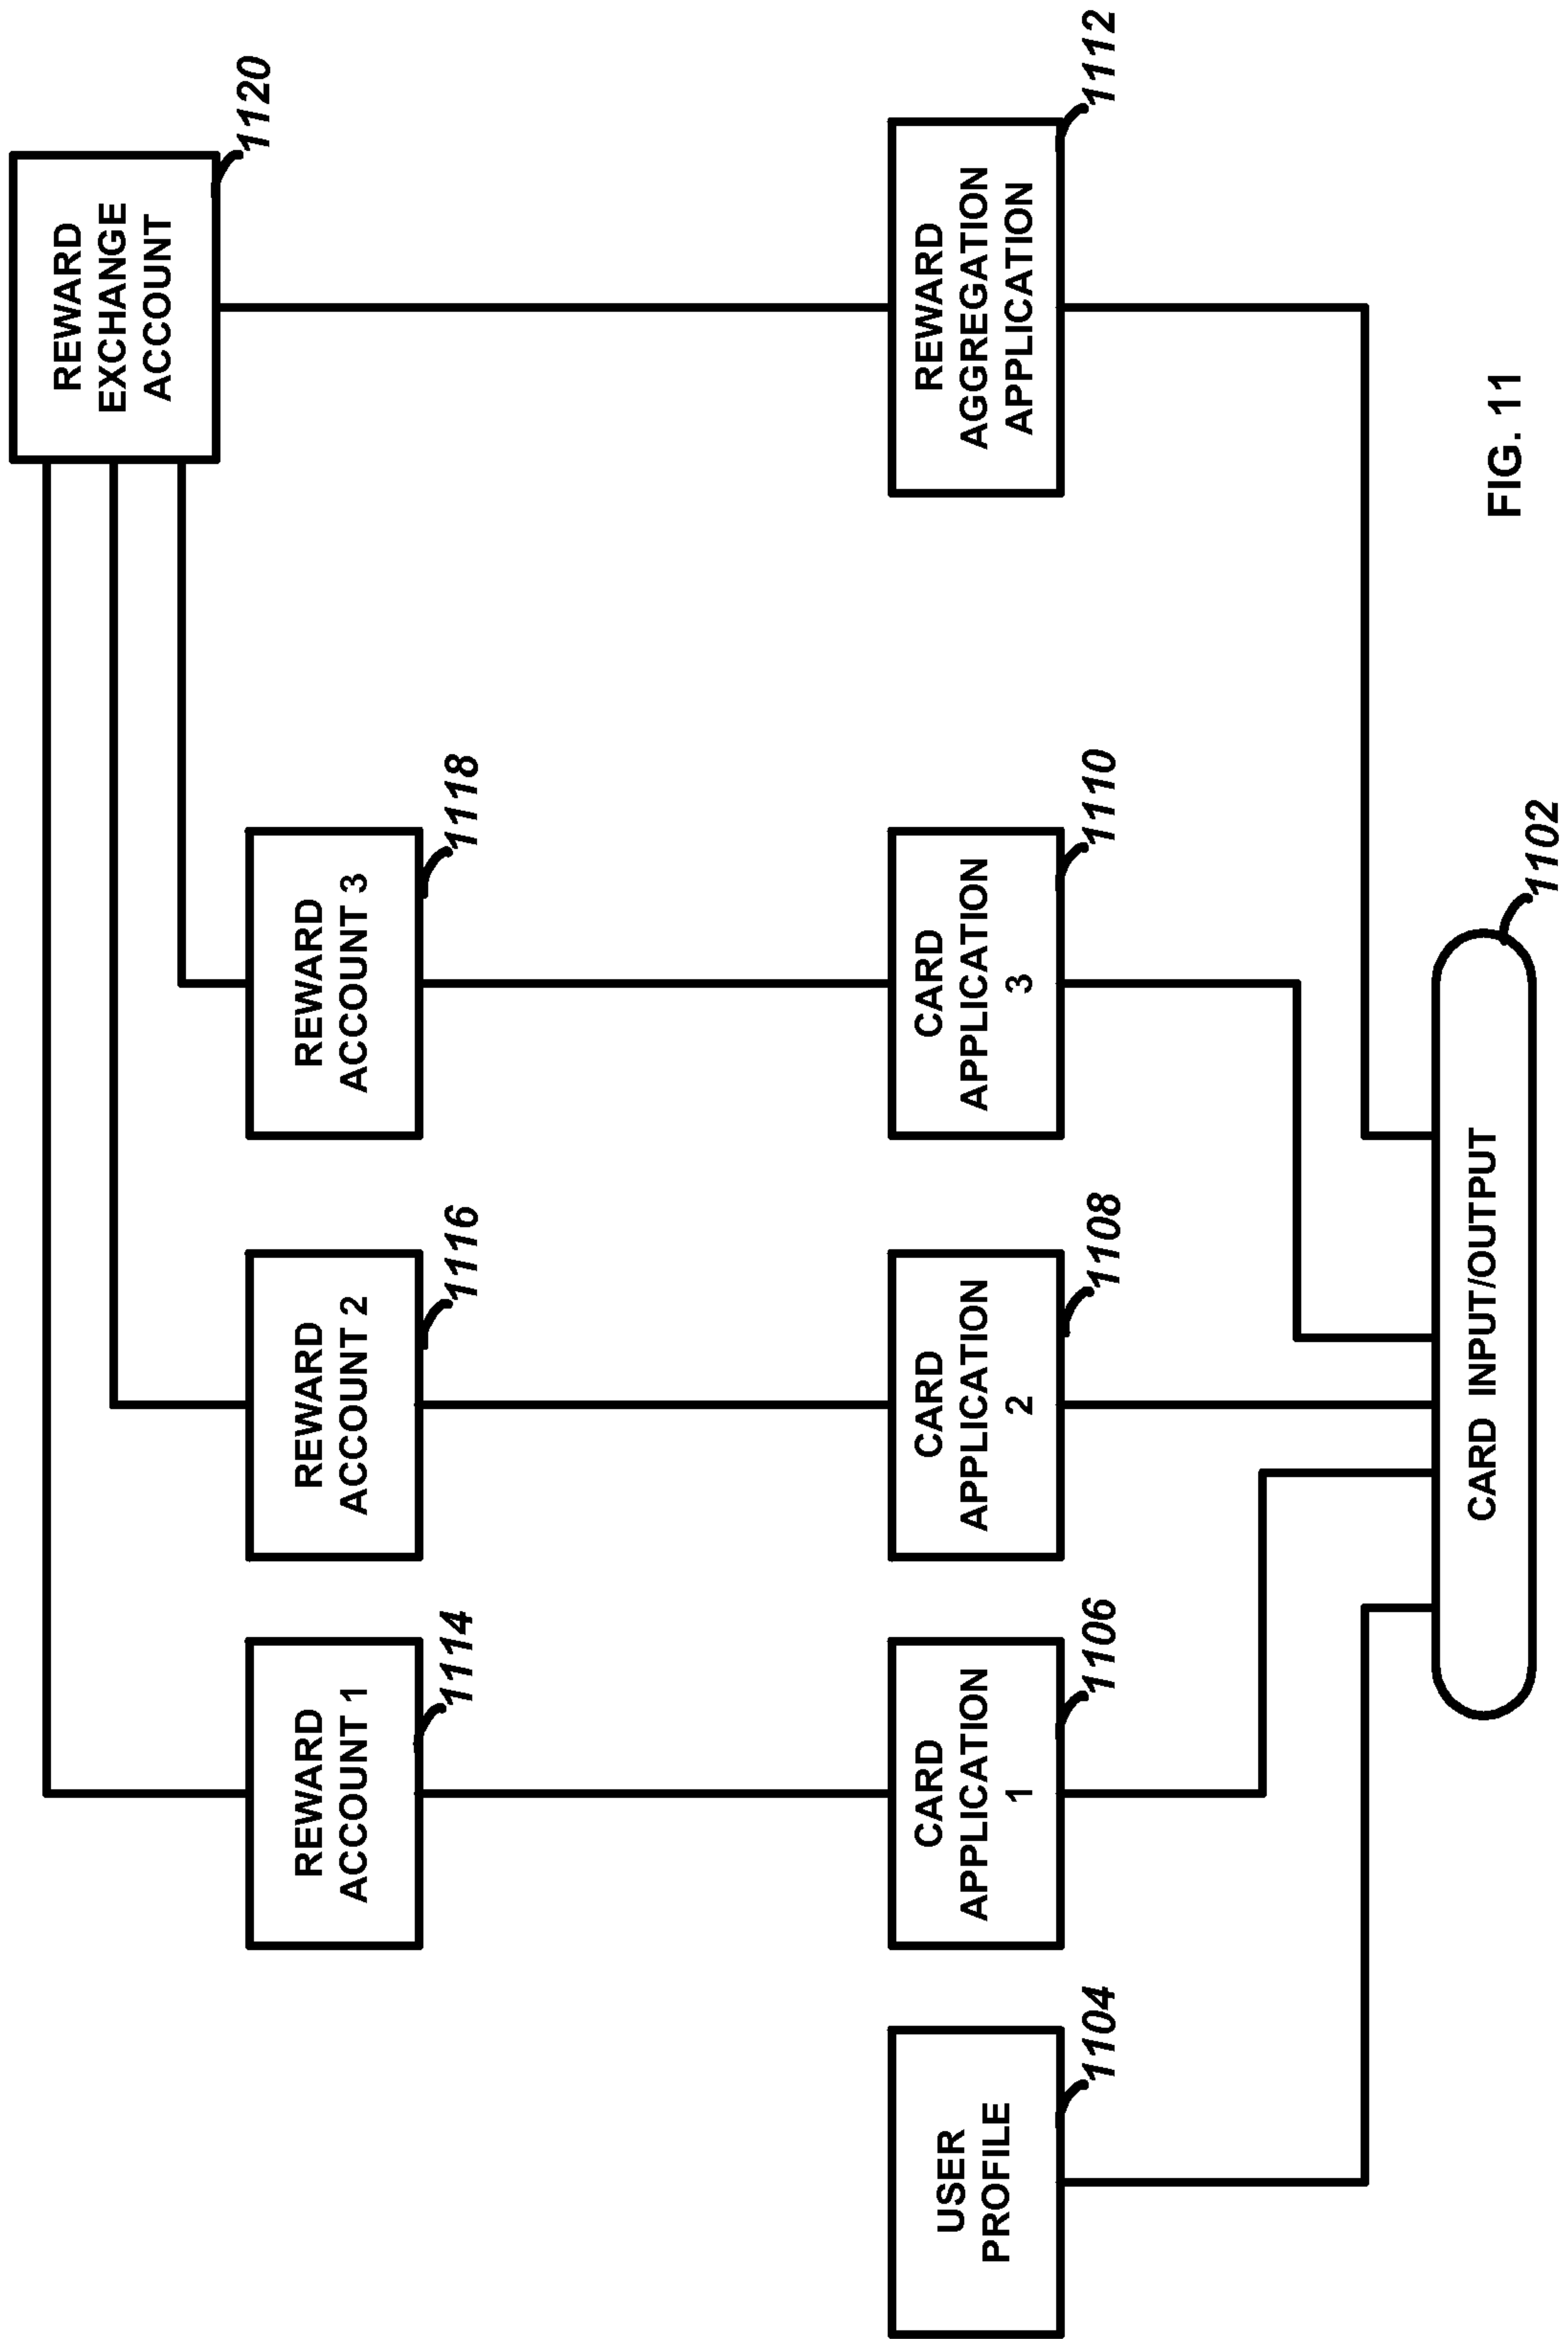 REWARD
EXCHANGE
ACCOUNT
1120
REWARD
ACCOUNT 1
1114
REWARD
ACCOUNT 2
1116
REWARD
ACCOUNT 3
1118
USER
PROFILE
1104
CARD
APPLICATION
1
1106
CARD
APPLICATION
2
1108
CARD
APPLICATION
3
1110
REWARD
AGGREGATION
APPLICATION
1112
CARD INPUT/OUTPUT
1102
FIG. 11